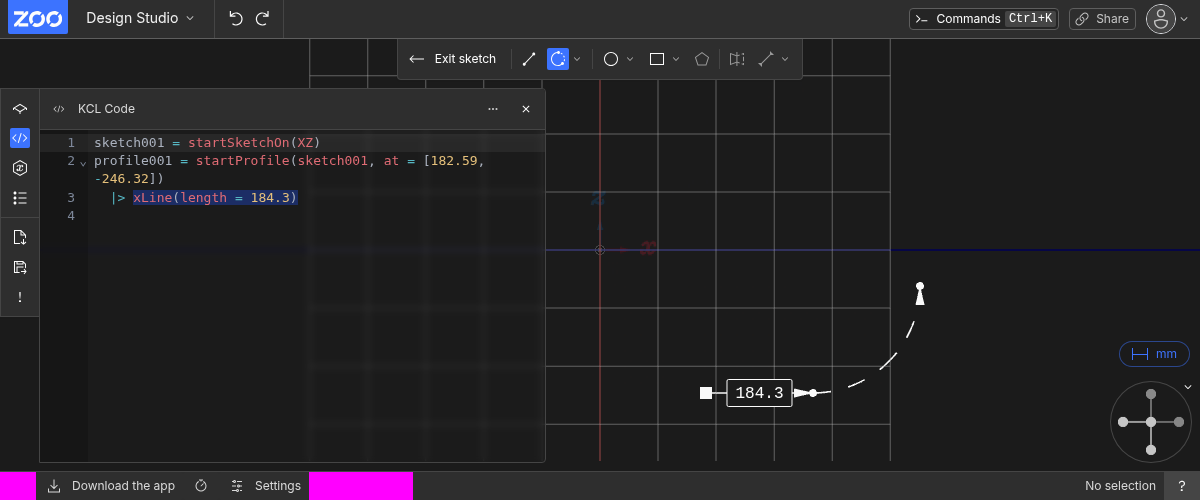 ZOO
Design Studio
Commands Ctrl+K
Share
Exit sketch
KCL Code
1 sketch001 = startSketchOn(XZ)
2 profile001 = startProfile(sketch001, at = [182.59,
-246.32])
3 |> xLine(length = 184.3)
4
z
x
184.3
mm
Download the app
Settings
No selection
?